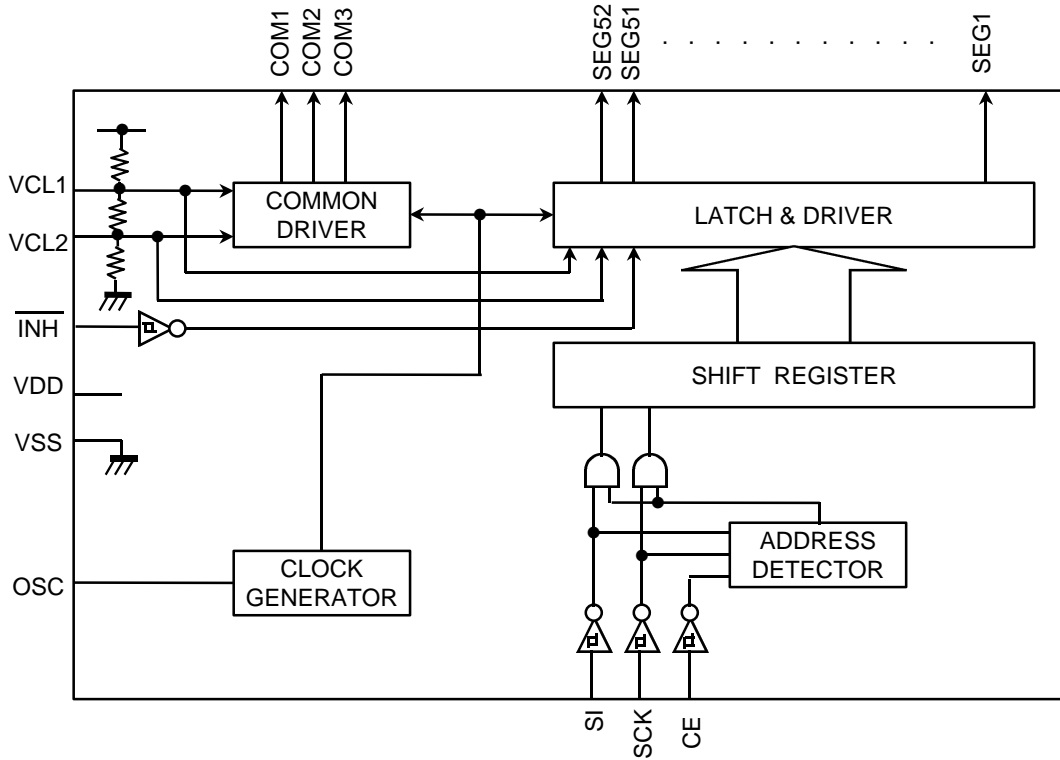 COM1
COM2
COM3
SEG52
SEG51
. . . . . . . . . . .
SEG1
VCL1
COMMON
DRIVER
LATCH & DRIVER
VCL2
INH
SHIFT REGISTER
VDD
VSS
ADDRESS
DETECTOR
CLOCK
GENERATOR
OSC
SI
SCK
CE